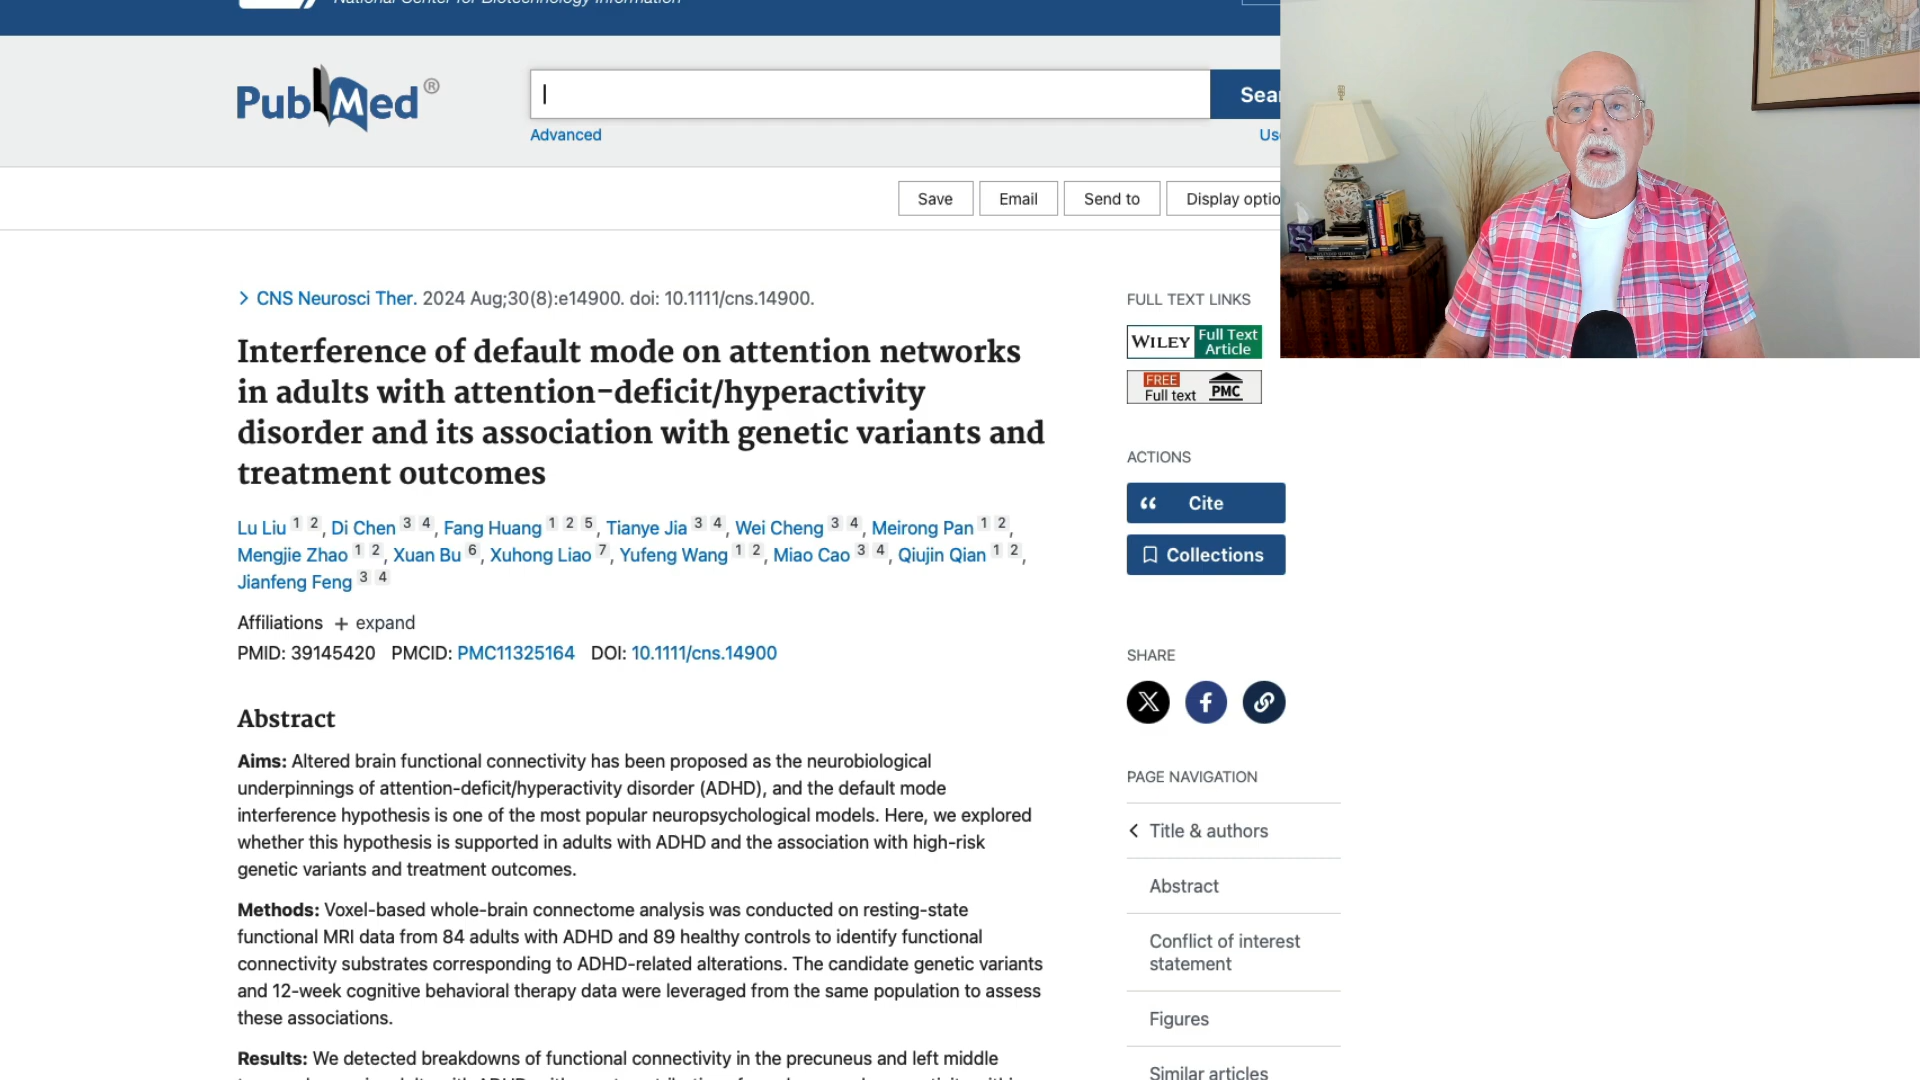 National Center for Biotechnology Information
PubMed®
Sear
Advanced
Use
Save
Email
Send to
Display optio
CNS Neurosci Ther. 2024 Aug;30(8):e14900. doi: 10.1111/cns.14900.
Interference of default mode on attention networks
in adults with attention-deficit/hyperactivity
disorder and its association with genetic variants and
treatment outcomes
Lu Liu 1 2, Di Chen 3 4, Fang Huang 1 2 5, Tianye Jia 3 4, Wei Cheng 3 4, Meirong Pan 1 2,
Mengjie Zhao 1 2, Xuan Bu 6, Xuhong Liao 7, Yufeng Wang 1 2, Miao Cao 3 4, Qiujin Qian 1 2,
Jianfeng Feng 3 4
Affiliations + expand
PMID: 39145420 PMCID: PMC11325164 DOI: 10.1111/cns.14900
Abstract
Aims: Altered brain functional connectivity has been proposed as the neurobiological
underpinnings of attention-deficit/hyperactivity disorder (ADHD), and the default mode
interference hypothesis is one of the most popular neuropsychological models. Here, we explored
whether this hypothesis is supported in adults with ADHD and the association with high-risk
genetic variants and treatment outcomes.
Methods: Voxel-based whole-brain connectome analysis was conducted on resting-state
functional MRI data from 84 adults with ADHD and 89 healthy controls to identify functional
connectivity substrates corresponding to ADHD-related alterations. The candidate genetic variants
and 12-week cognitive behavioral therapy data were leveraged from the same population to assess
these associations.
Results: We detected breakdowns of functional connectivity in the precuneus and left middle
FULL TEXT LINKS
WILEY Full Text
Article
FREE
Full text PMC
ACTIONS
Cite
Collections
SHARE
PAGE NAVIGATION
Title & authors
Abstract
Conflict of interest
statement
Figures
Similar articles